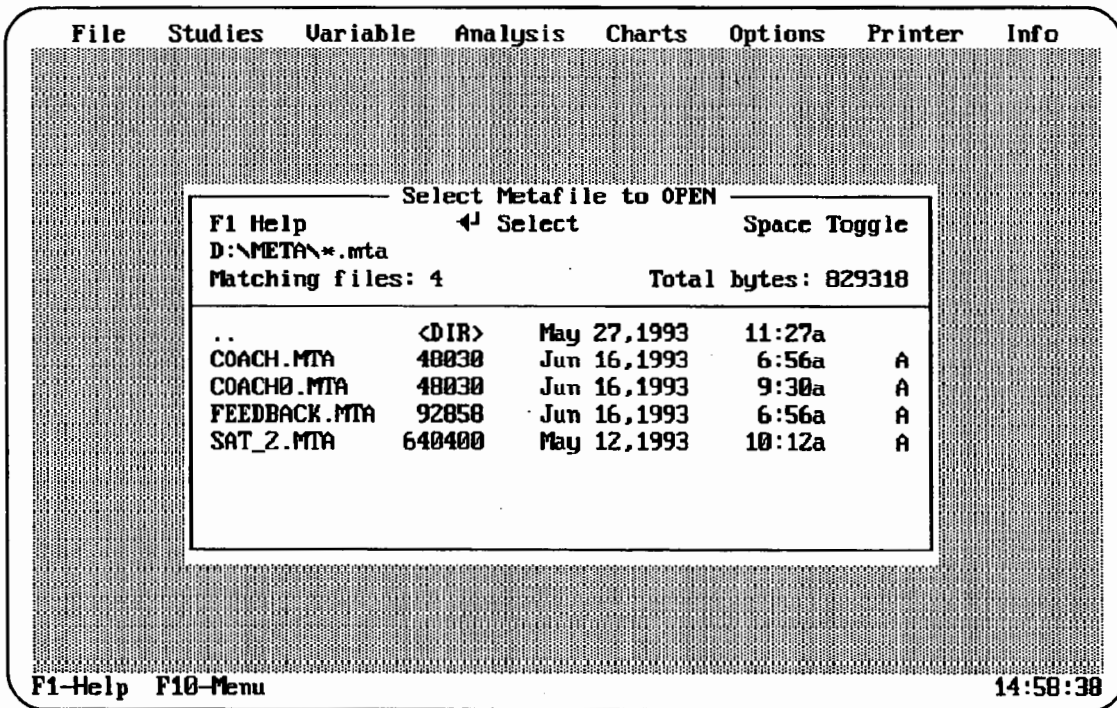 File Studies Variable Analysis Charts Options Printer Info
Select Metafile to OPEN
F1 Help ◄┘ Select Space Toggle
D:\META\*.mta
Matching files: 4 Total bytes: 829318
.. <DIR> May 27,1993 11:27a
COACH.MTA 48030 Jun 16,1993 6:56a A
COACH0.MTA 48030 Jun 16,1993 9:30a A
FEEDBACK.MTA 92858 Jun 16,1993 6:56a A
SAT_2.MTA 640400 May 12,1993 10:12a A
F1-Help F10-Menu 14:58:38